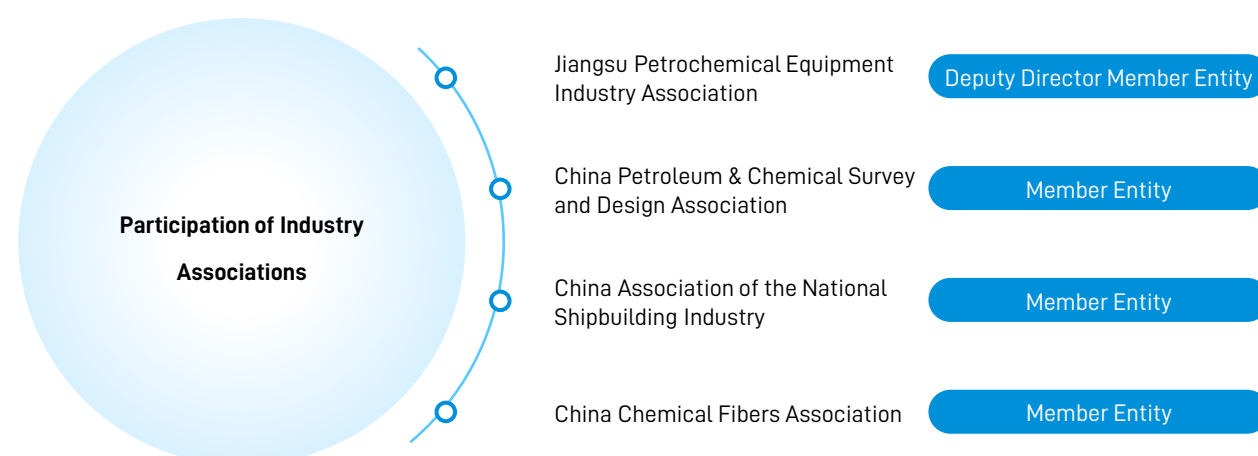 Participation of Industry
Associations
Jiangsu Petrochemical Equipment
Industry Association
Deputy Director Member Entity
China Petroleum & Chemical Survey
and Design Association
Member Entity
China Association of the National
Shipbuilding Industry
Member Entity
China Chemical Fibers Association
Member Entity